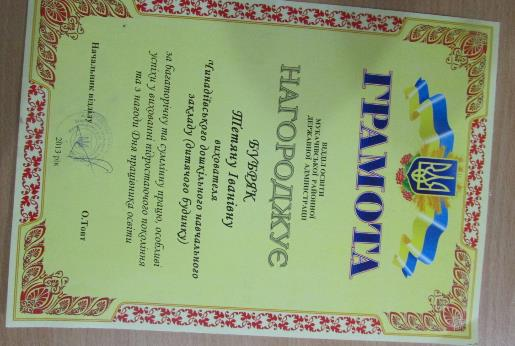 ГРАМОТА
ВІДДІЛ ОСВІТИ
МУКАЧІВСЬКОЇ РАЙОННОЇ
ДЕРЖАВНОЇ АДМІНІСТРАЦІЇ
НАГОРОДЖУЄ
БУБРЯК
Тетяну Іванівну
вихователя
Чинадіївського дошкільного навчального
закладу (дитячого будинку)
за багаторічну та сумлінну працю, особливі
успіхи у вихованні підростаючого покоління
та з нагоди Дня працівника освіти
Начальник відділу
О.Товт
2013 рік